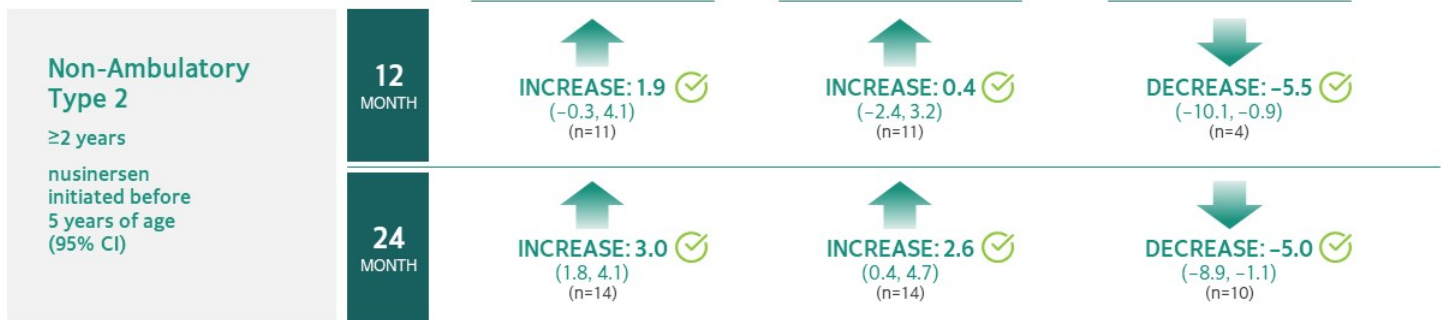 Non-Ambulatory
Type 2
≥2 years
nusinersen
initiated before
5 years of age
(95% CI)
12
MONTH
INCREASE: 1.9
(−0.3, 4.1)
(n=11)
INCREASE: 0.4
(−2.4, 3.2)
(n=11)
DECREASE: −5.5
(−10.1, −0.9)
(n=4)
24
MONTH
INCREASE: 3.0
(1.8, 4.1)
(n=14)
INCREASE: 2.6
(0.4, 4.7)
(n=14)
DECREASE: −5.0
(−8.9, −1.1)
(n=10)